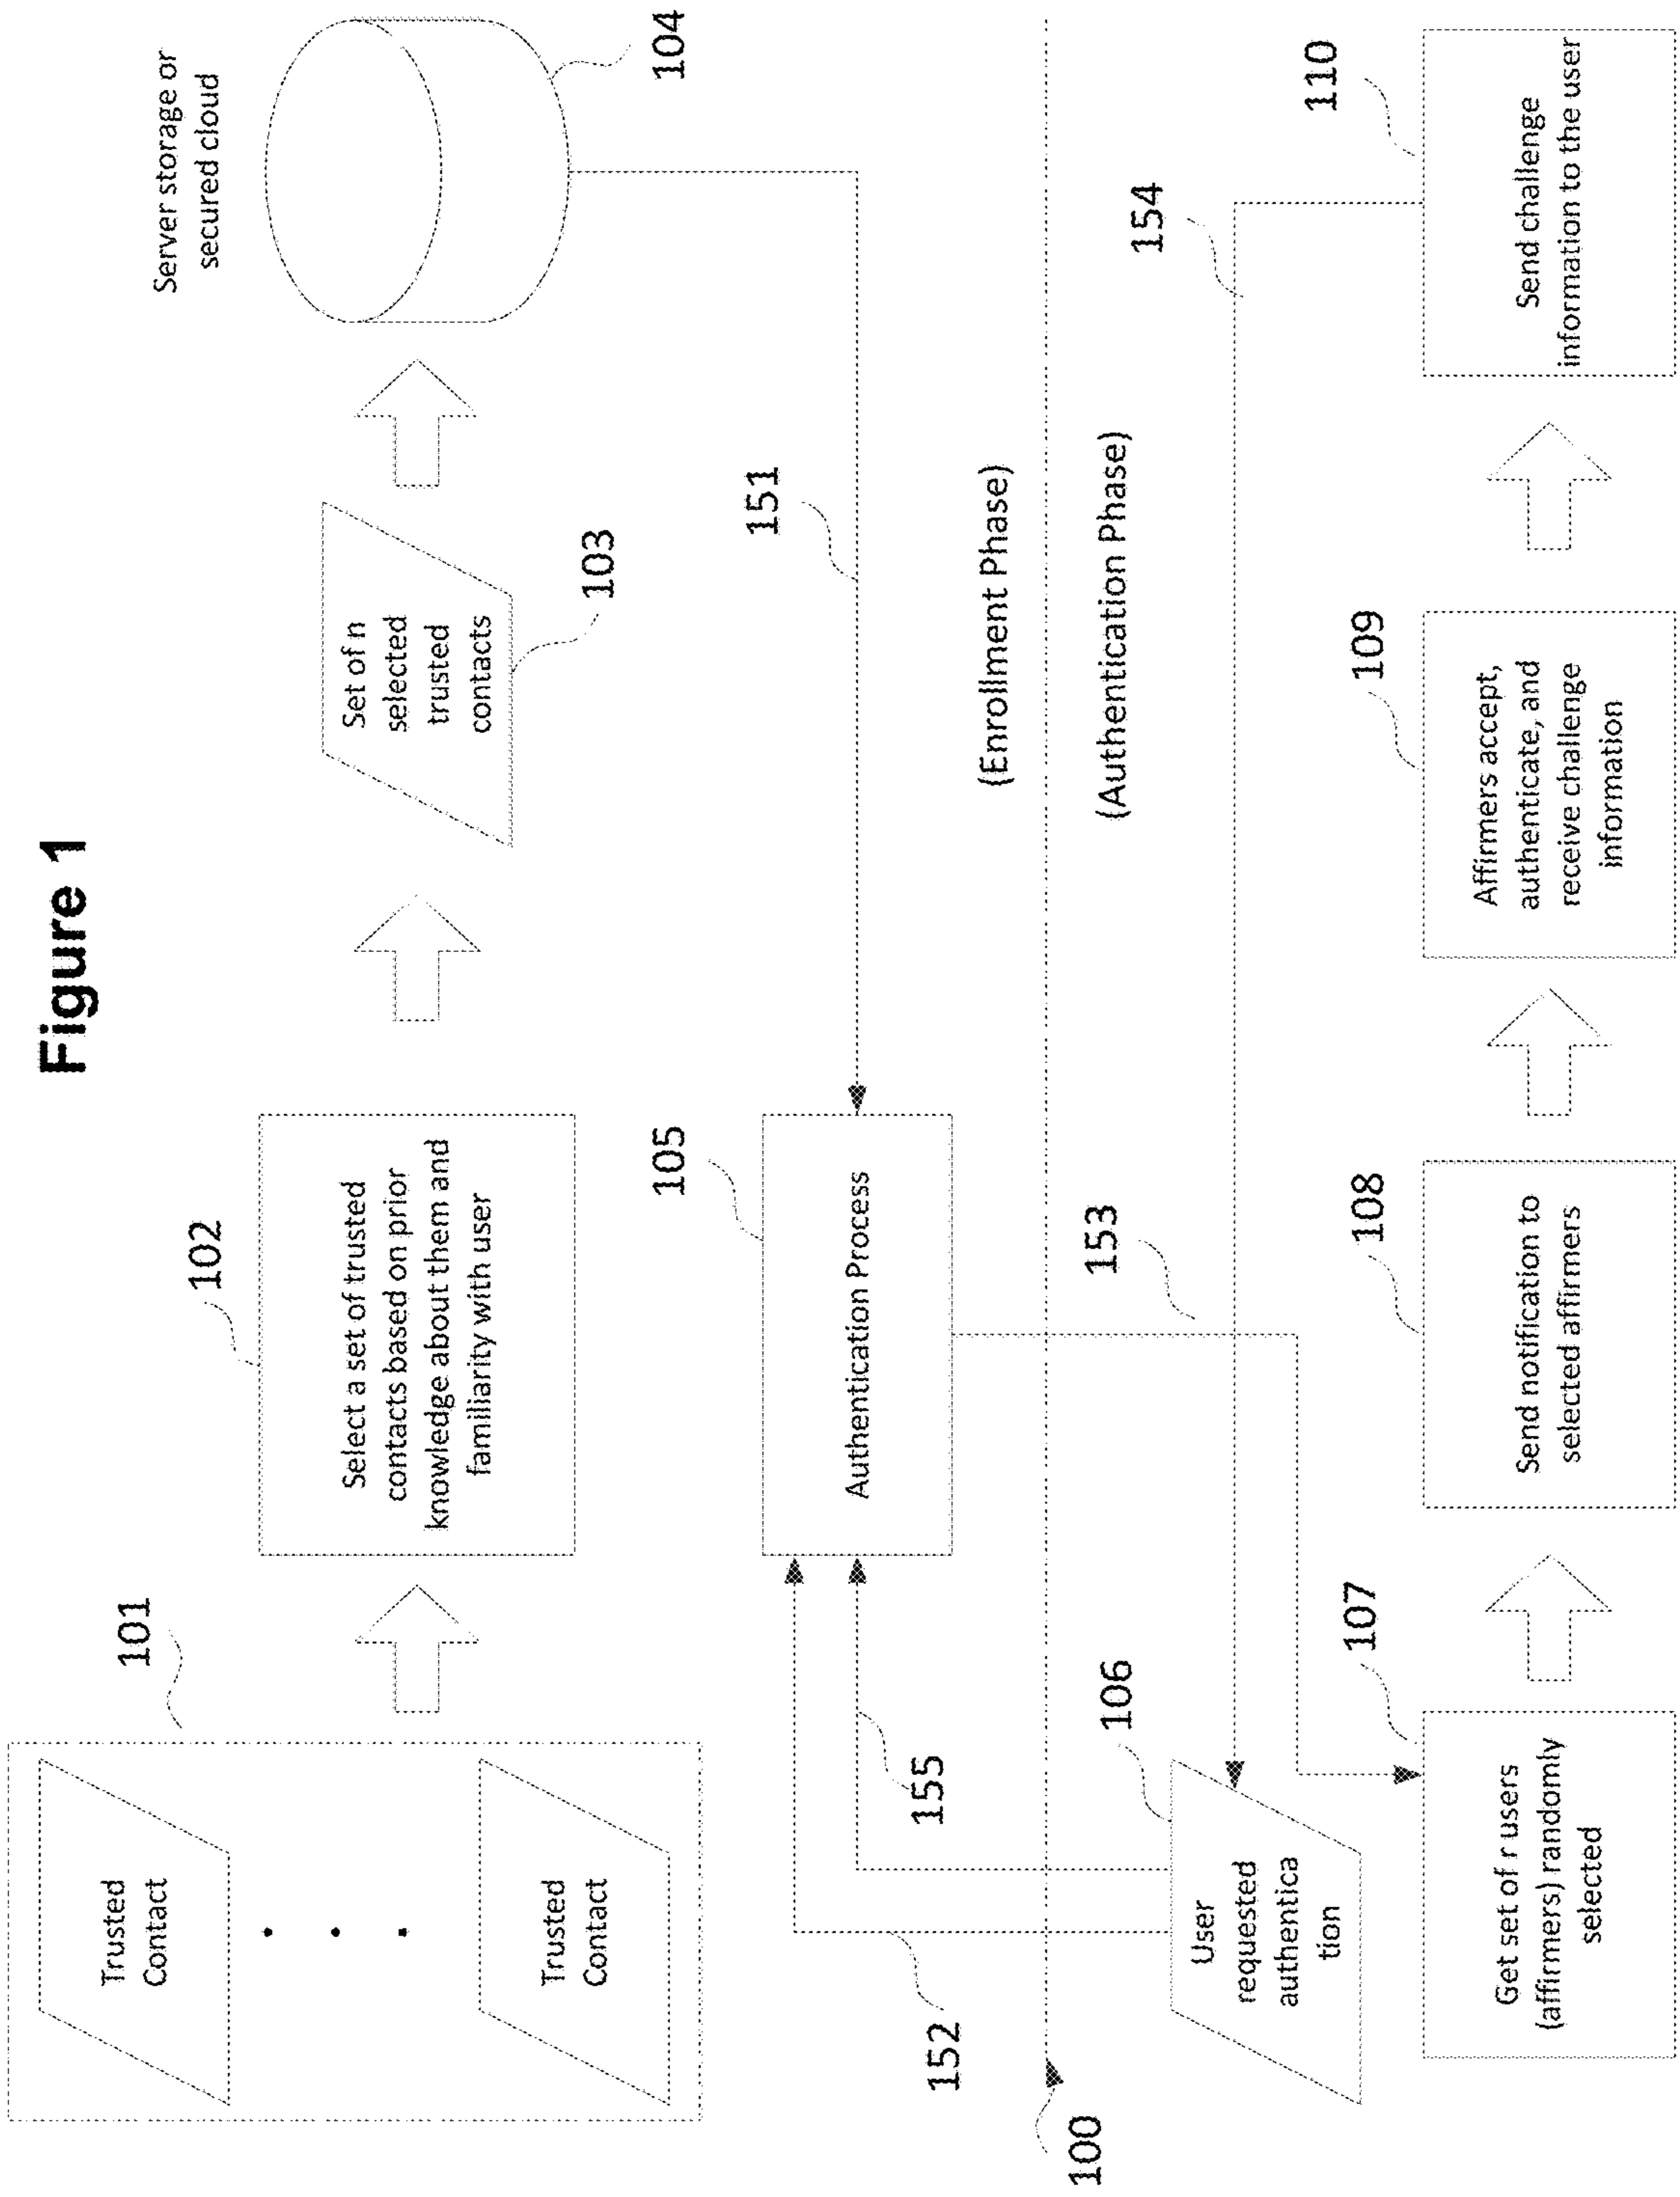 Figure 1
101
Trusted
Contact
Trusted
Contact
102
Select a set of trusted
contacts based on prior
knowledge about them and
familiarity with user
Set of n
selected
trusted
contacts
103
Server storage or
secured cloud
104
105
Authentication Process
151
152
155
153
(Enrollment Phase)
(Authentication Phase)
100
154
106
User
requested
authentica
tion
107
Get set of r users
(affirmers) randomly
selected
108
Send notification to
selected affirmers
109
Affirmers accept,
authenticate, and
receive challenge
information
110
Send challenge
information to the user